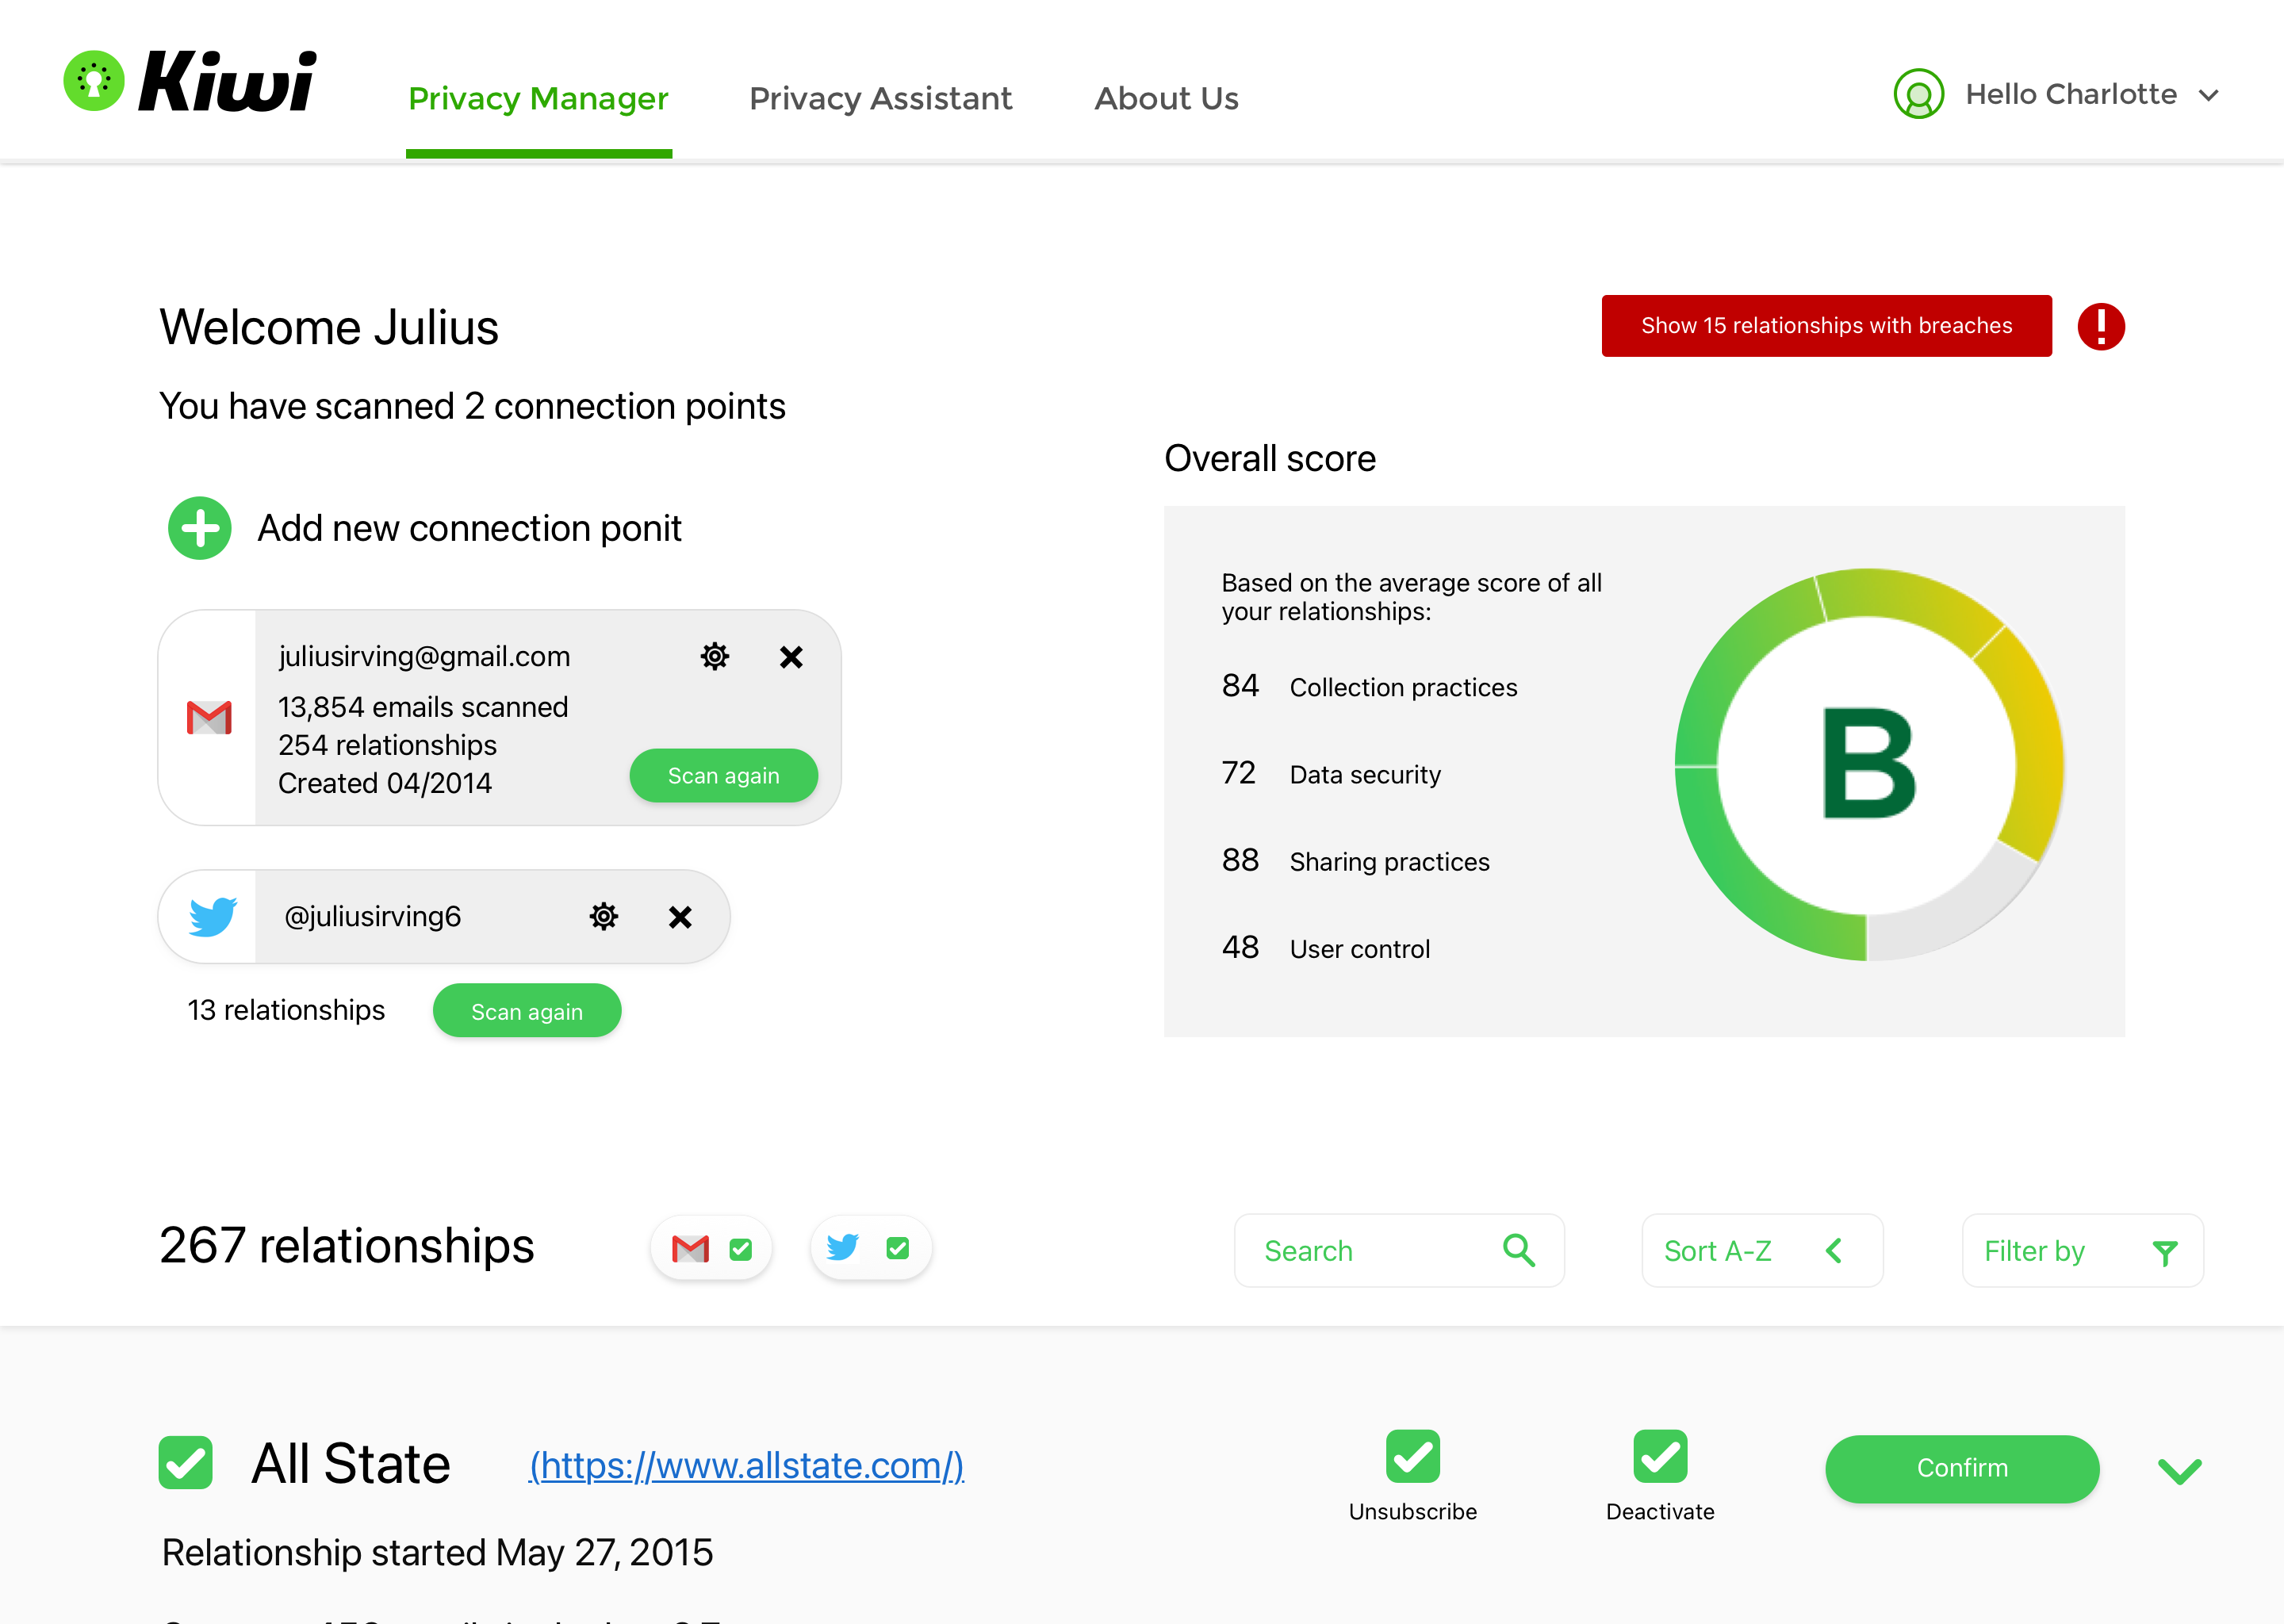 Kiwi
Privacy Manager
Privacy Assistant
About Us
Hello Charlotte
Welcome Julius
Show 15 relationships with breaches
You have scanned 2 connection points
Overall score
Add new connection ponit
juliusirving@gmail.com
13,854 emails scanned
254 relationships
Created 04/2014
Scan again
@juliusirving6
13 relationships
Scan again
Based on the average score of all
your relationships:
84 Collection practices
72 Data security
88 Sharing practices
48 User control
B
267 relationships
Search
Sort A-Z
Filter by
All State
(https://www.allstate.com/)
Unsubscribe
Deactivate
Confirm
Relationship started May 27, 2015